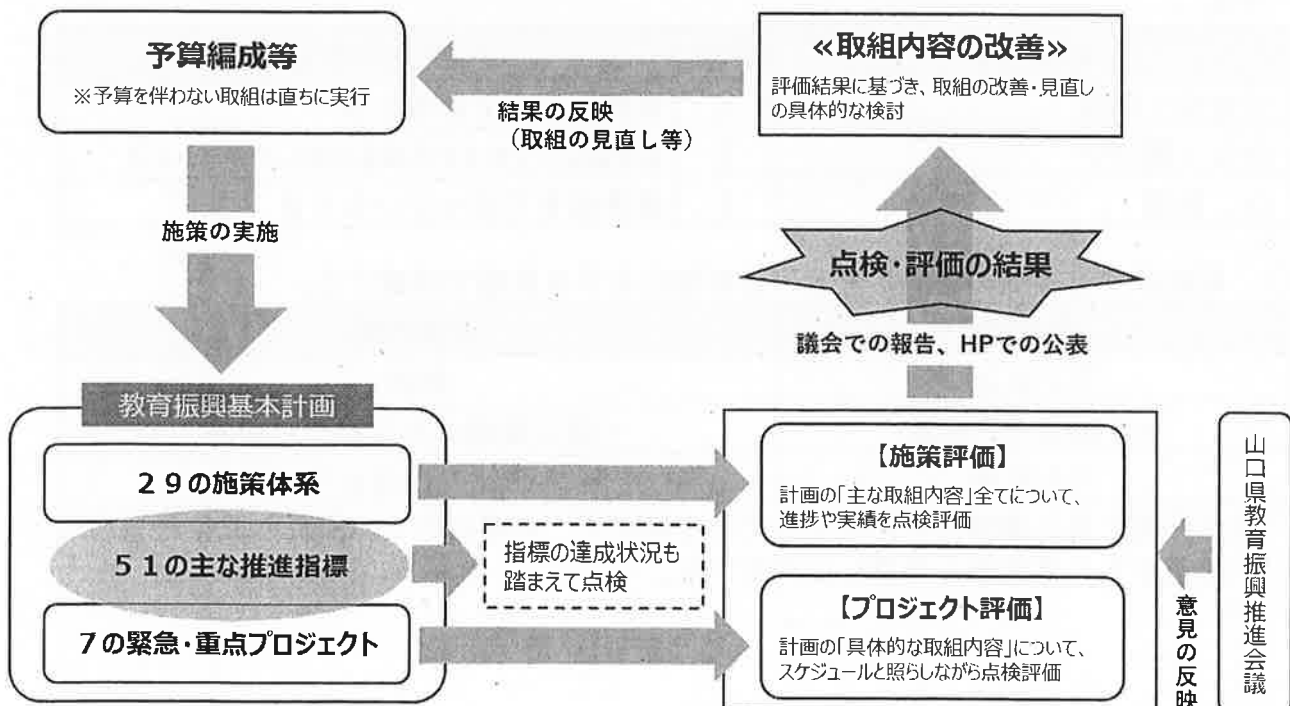 予算編成等
※予算を伴わない取組は直ちに実行
≪取組内容の改善≫
評価結果に基づき、取組の改善・見直し
の具体的な検討
結果の反映
（取組の見直し等）
施策の実施
点検・評価の結果
議会での報告、HPでの公表
教育振興基本計画
２９の施策体系
５１の主な推進指標
７の緊急・重点プロジェクト
指標の達成状況も
踏まえて点検
【施策評価】
計画の「主な取組内容」全てについて、
進捗や実績を点検評価
【プロジェクト評価】
計画の「具体的な取組内容」について、
スケジュールと照らしながら点検評価
意見の反映
山口県教育振興推進会議